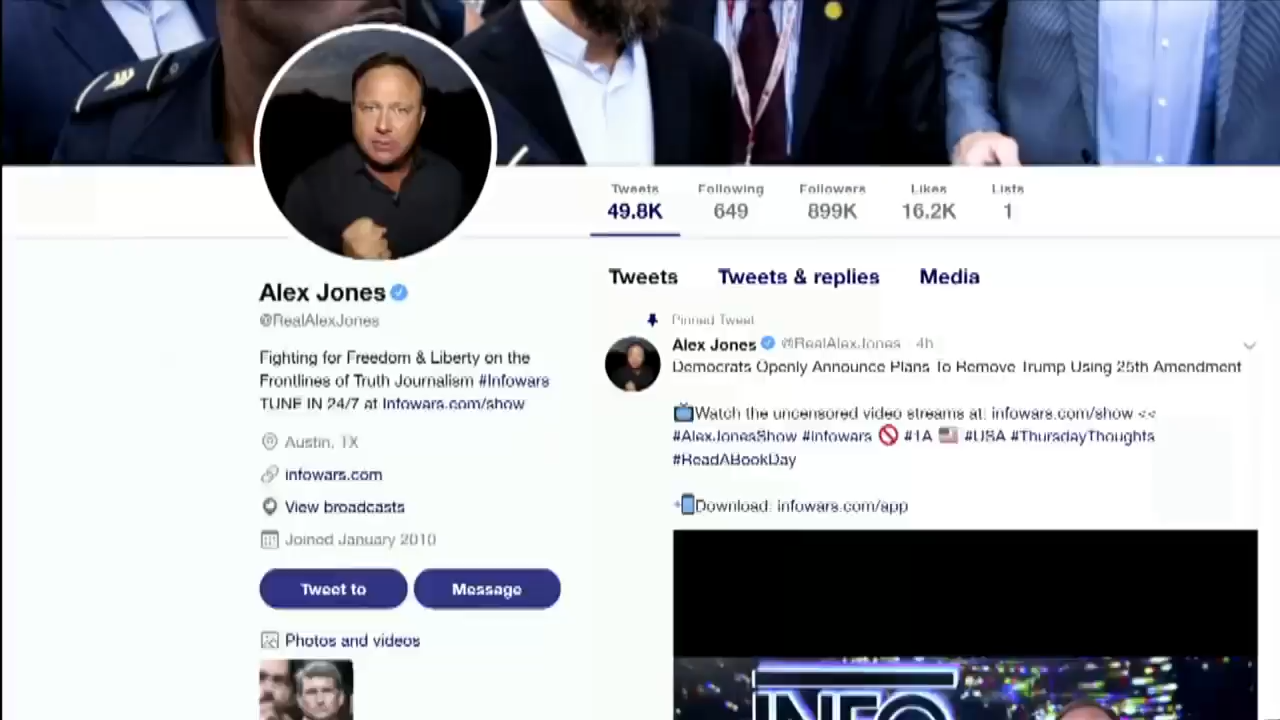 Tweets
49.8K
Following
649
Followers
899K
Likes
16.2K
Lists
1
Alex Jones
@RealAlexJones
Fighting for Freedom & Liberty on the
Frontlines of Truth Journalism #Infowars
TUNE IN 24/7 at Infowars.com/show
Austin, TX
infowars.com
View broadcasts
Joined January 2010
Tweet to
Message
Photos and videos
Tweets
Tweets & replies
Media
Pinned Tweet
Alex Jones @RealAlexJones 4h
Democrats Openly Announce Plans To Remove Trump Using 25th Amendment
Watch the uncensored video streams at: infowars.com/show <<
#AlexJonesShow #Infowars 🚫 #1A 🇺🇸 #USA #ThursdayThoughts
#ReadABookDay
📲Download: infowars.com/app
INFO